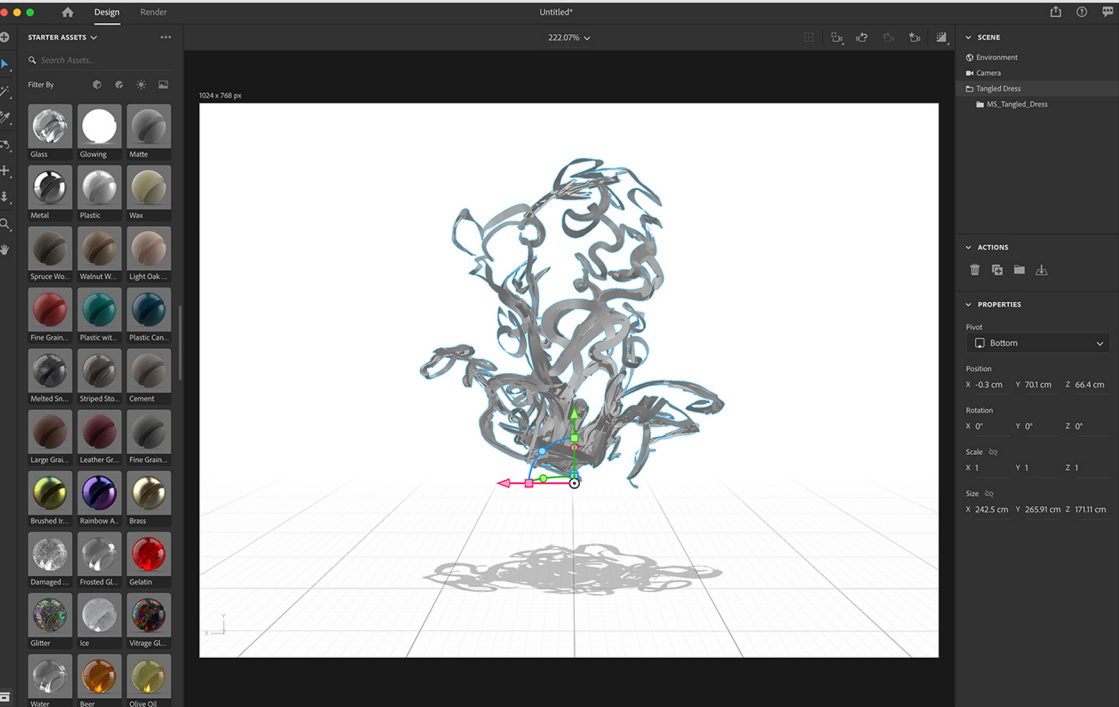 Design Render Untitled*
STARTER ASSETS
222.07%
Search Assets..
Filter By
Glass Glowing Matte
Metal Plastic Wax
Spruce Wo... Walnut W... Light Oak ...
Fine Grain... Plastic wit... Plastic Can...
Melted Sn... Striped Sto... Cement
Large Grai... Leather Gr... Fine Grain...
Brushed Ir... Rainbow A.. Brass
Damaged ... Frosted Gl... Gelatin
Glitter Ice Vitrage Gl...
Water Beer Olive Oil
1024 x 768 px
SCENE
Environment
Camera
Tangled Dress
MS_Tangled_Dress
ACTIONS
PROPERTIES
Pivot
Bottom
Position
X -0.3 cm Y 70.1 cm Z 66.4 cm
Rotation
X 0° Y 0° Z 0°
Scale
X 1 Y 1 Z 1
Size
X 242.5 cm Y 265.91 cm Z 171.11 cm